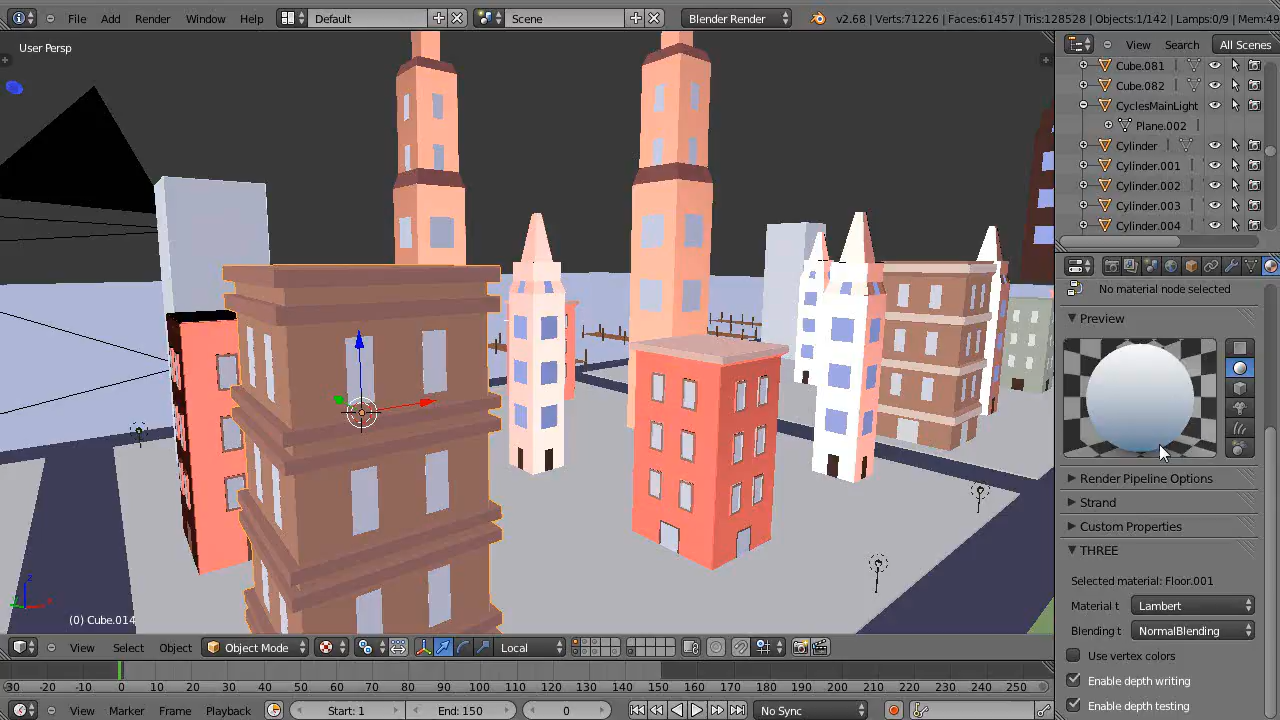 File Add Render Window Help Default Scene Blender Render v2.68 | Verts:71226 | Faces:61457 | Tris:128528 | Objects:1/142 | Lamps:0/9 | Mem:49
User Persp
View Search All Scenes
Cube.081
Cube.082
CyclesMainLight
Plane.002
Cylinder
Cylinder.001
Cylinder.002
Cylinder.003
Cylinder.004
No material node selected
Preview
Render Pipeline Options
Strand
Custom Properties
THREE
Selected material: Floor.001
Material t Lambert
Blending t NormalBlending
Use vertex colors
Enable depth writing
Enable depth testing
(0) Cube.014
View Select Object Object Mode Local
-30 -20 -10 0 10 20 30 40 50 60 70 80 90 100 110 120 130 140 150 160 170 180 190 200 210 220 230 240 250
View Marker Frame Playback Start: 1 End: 150 0 No Sync